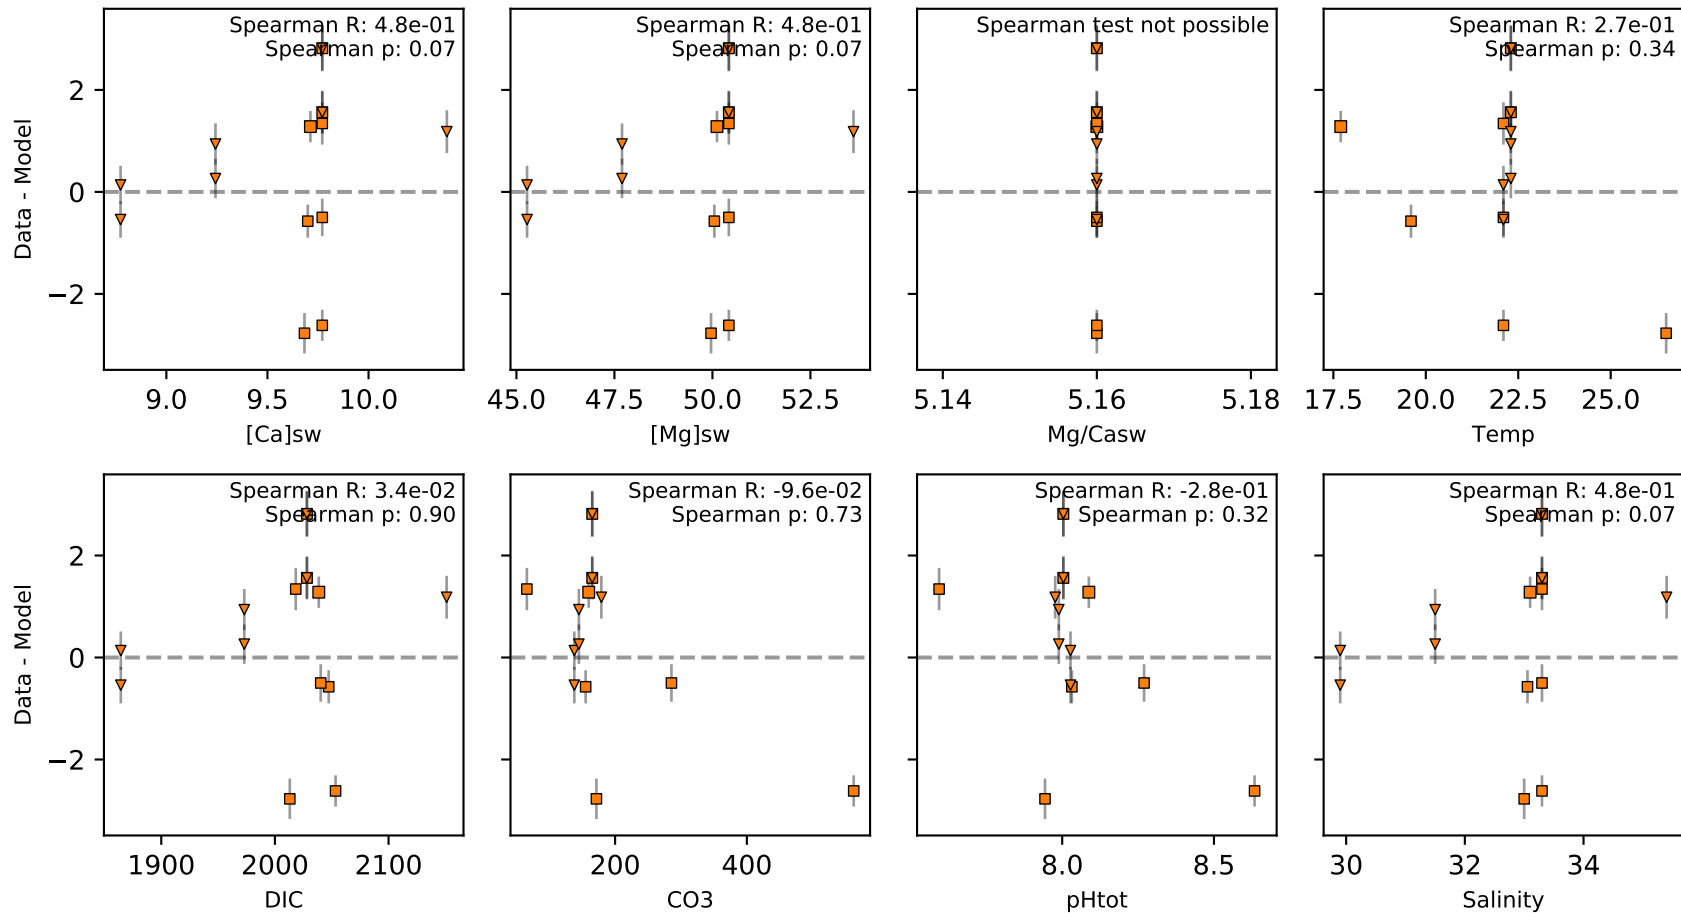 Spearman R: 4.8e-01
Spearman p: 0.07
Spearman R: 4.8e-01
Spearman p: 0.07
Spearman test not possible
Spearman R: 2.7e-01
Spearman p: 0.34
2
0
−2
Data - Model
9.0 9.5 10.0
[Ca]sw
45.0 47.5 50.0 52.5
[Mg]sw
5.14 5.16 5.18
Mg/Casw
17.5 20.0 22.5 25.0
Temp
Spearman R: 3.4e-02
Spearman p: 0.90
Spearman R: -9.6e-02
Spearman p: 0.73
Spearman R: -2.8e-01
Spearman p: 0.32
Spearman R: 4.8e-01
Spearman p: 0.07
2
0
−2
Data - Model
1900 2000 2100
DIC
200 400
CO3
8.0 8.5
pHtot
30 32 34
Salinity